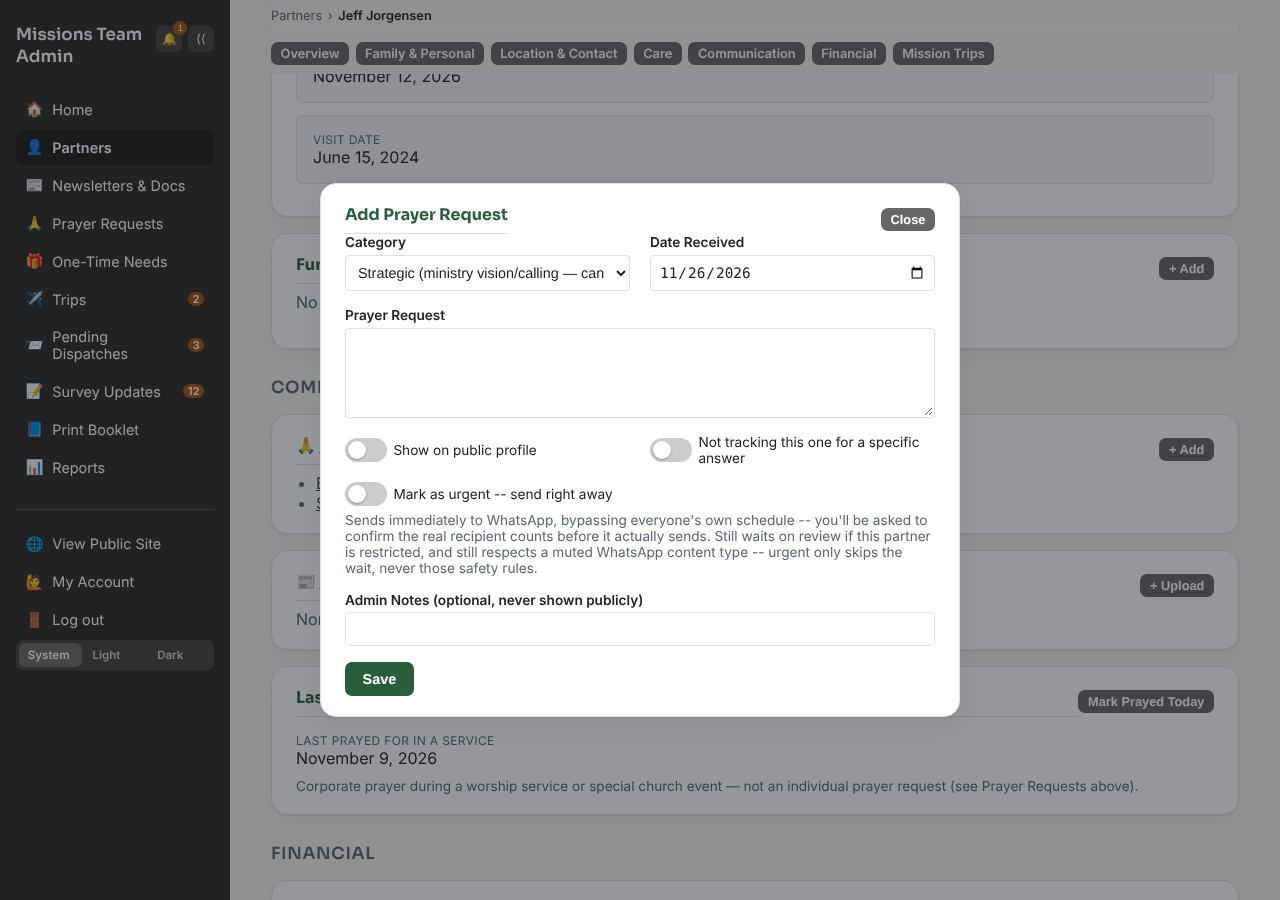 Missions Team
Admin
1
⟨⟨
Home
Partners
Newsletters & Docs
Prayer Requests
One-Time Needs
Trips
2
Pending
Dispatches
3
Survey Updates
12
Print Booklet
Reports
View Public Site
My Account
Log out
System
Light
Dark
Partners › Jeff Jorgensen
Overview
Family & Personal
Location & Contact
Care
Communication
Financial
Mission Trips
November 12, 2026
VISIT DATE
June 15, 2024
+ Add
No
+ Add
+ Upload
Mark Prayed Today
LAST PRAYED FOR IN A SERVICE
November 9, 2026
Corporate prayer during a worship service or special church event — not an individual prayer request (see Prayer Requests above).
FINANCIAL
Add Prayer Request
Close
Category
Date Received
Strategic (ministry vision/calling — can
11/26/2026
Prayer Request
Show on public profile
Not tracking this one for a specific
answer
Mark as urgent -- send right away
Sends immediately to WhatsApp, bypassing everyone's own schedule -- you'll be asked to
confirm the real recipient counts before it actually sends. Still waits on review if this partner
is restricted, and still respects a muted WhatsApp content type -- urgent only skips the
wait, never those safety rules.
Admin Notes (optional, never shown publicly)
Save